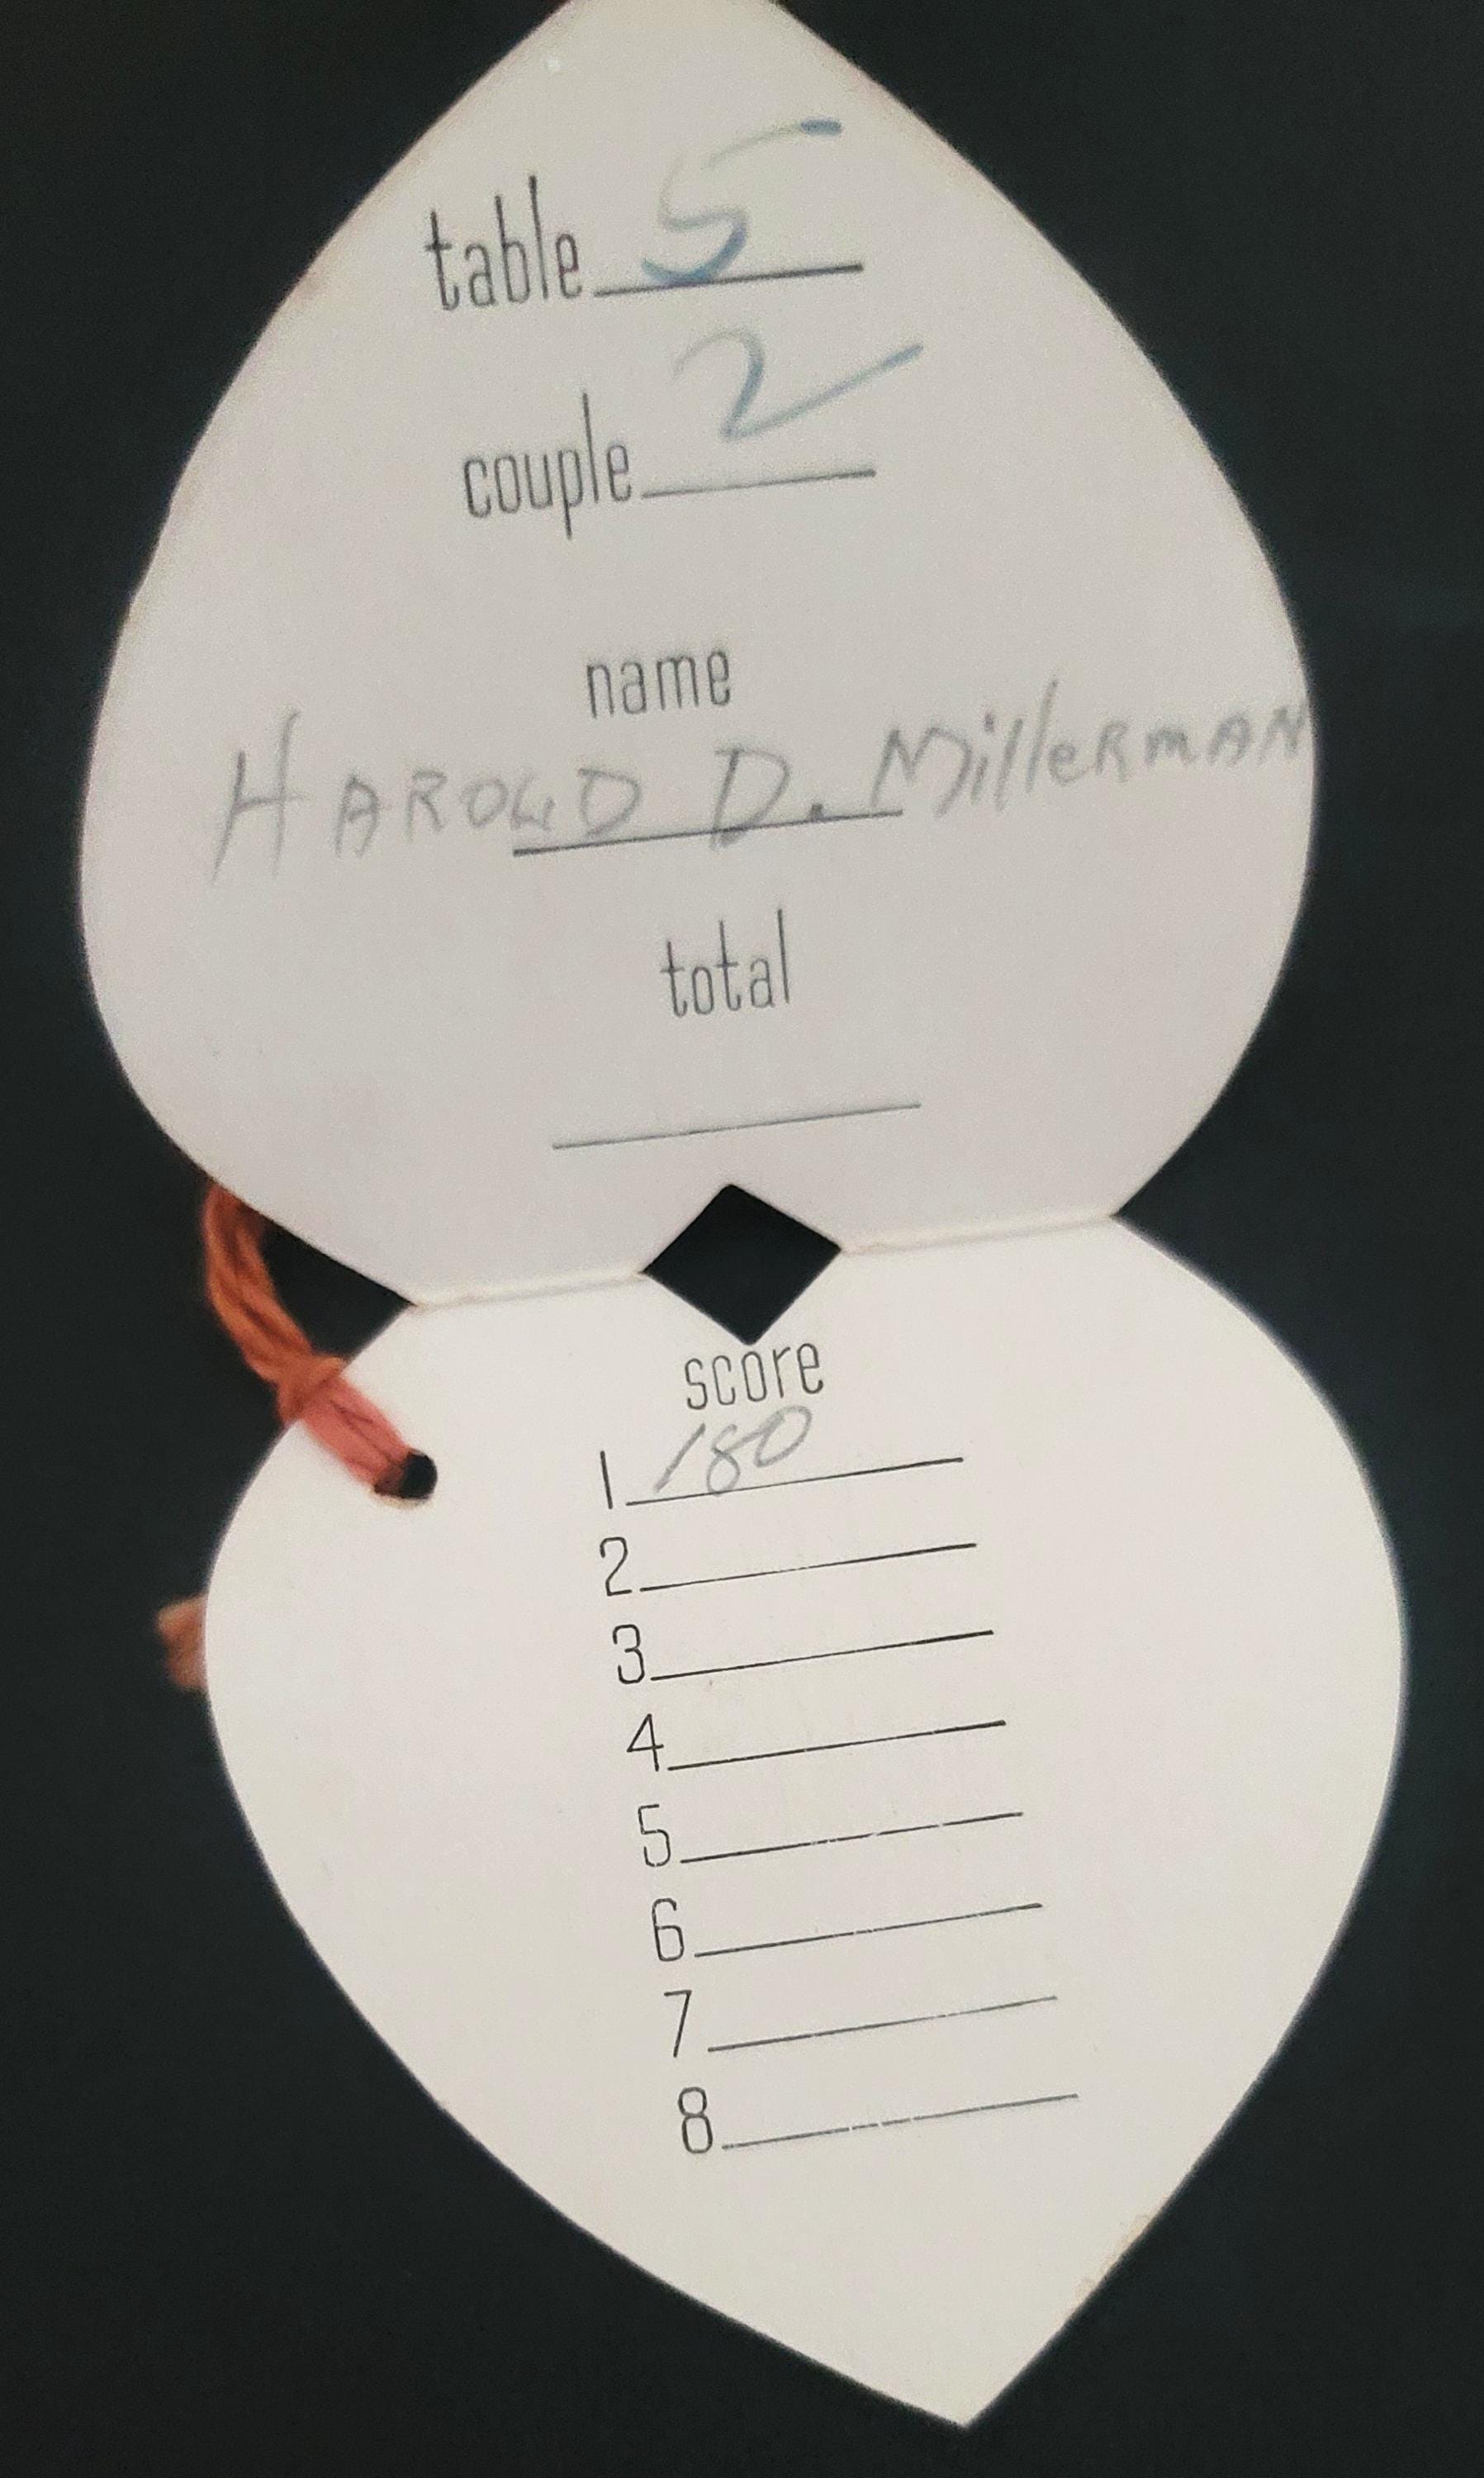 table 5
couple 2
name
HAROLD D. MillerMAN
total
score
1 180
2
3
4
5
6
7
8